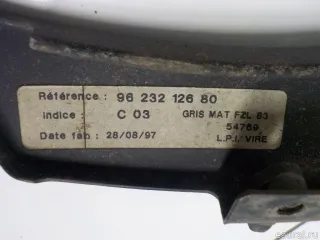 Référence : 96 232 126 80
Indice : C 03 GRIS MAT FZL 83
54769
Date fab : 28/08/97 L.P.L' VIRE